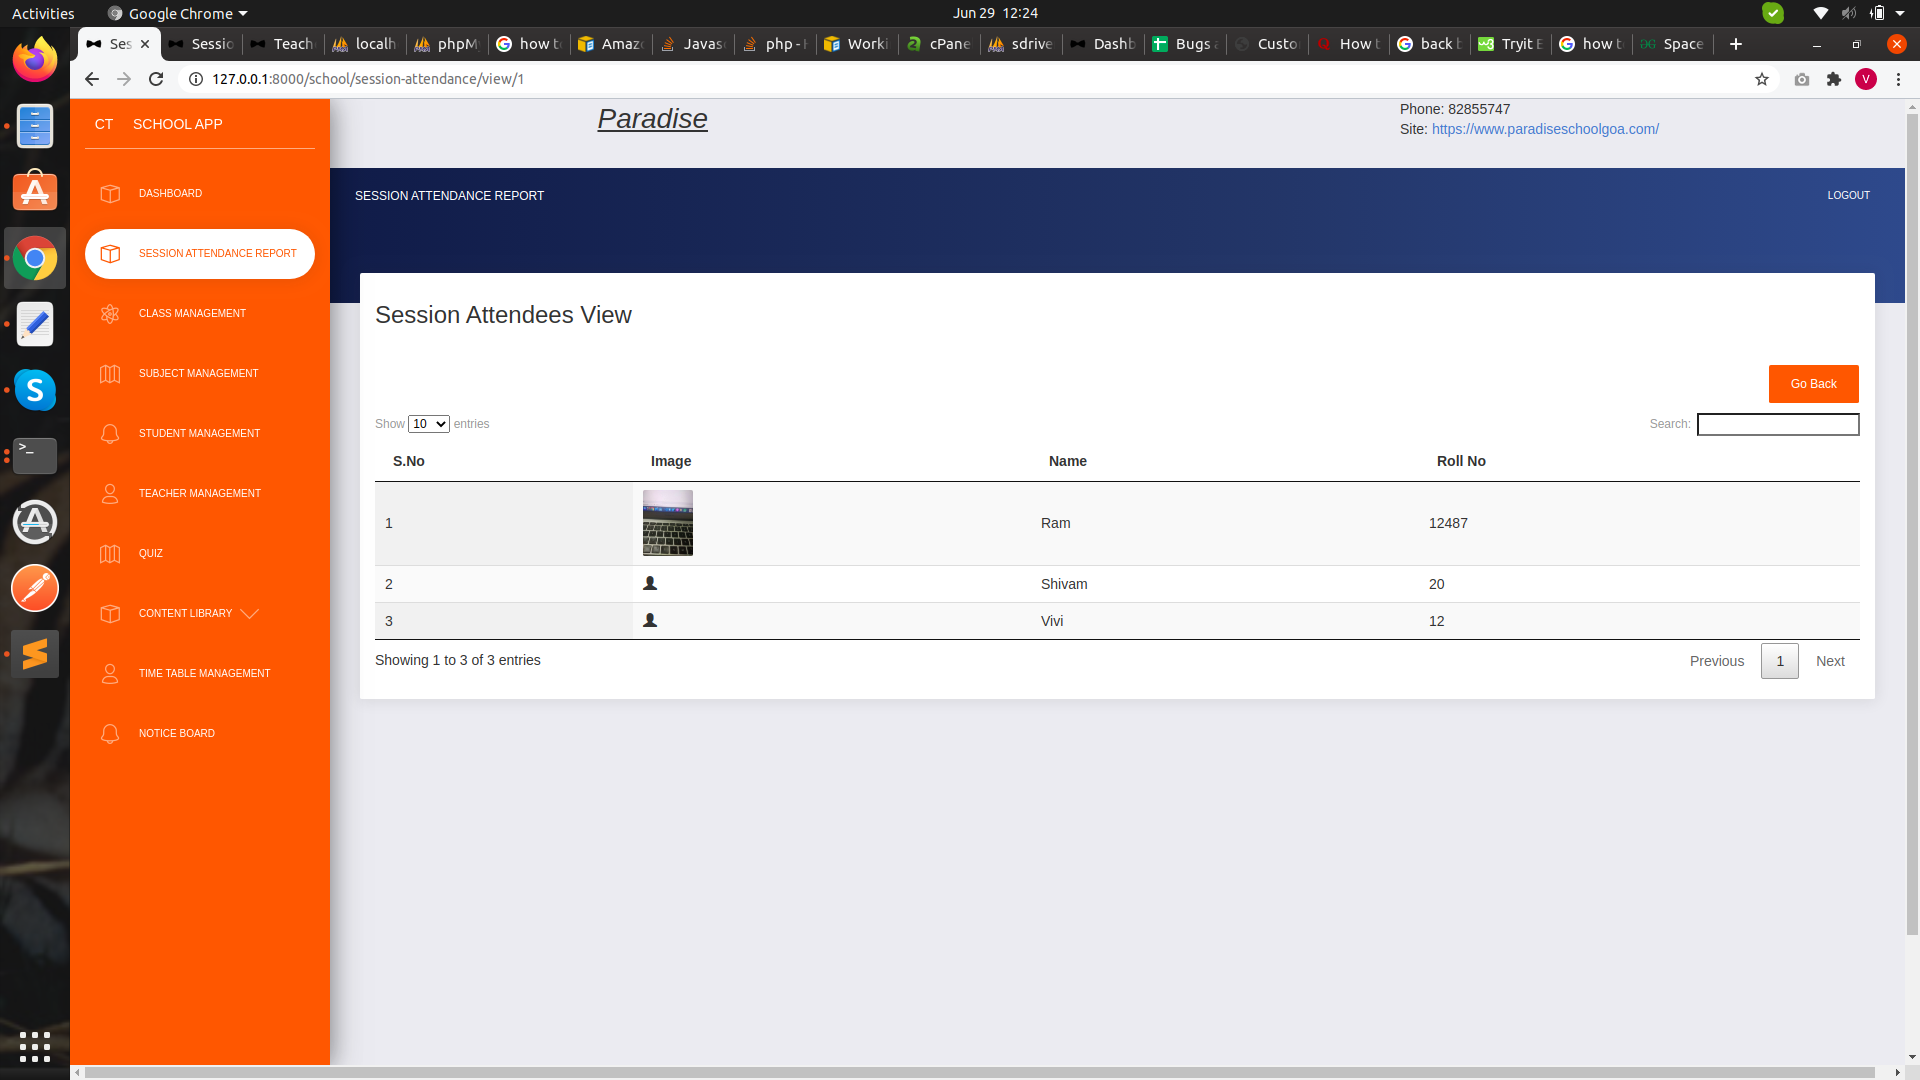 Activities
Google Chrome
Jun 29 12:24
Ses
Sessio
Teach
localh
phpMy
how to
Amaz
Javas
php - H
Worki
cPane
sdrive
Dashb
Bugs a
Custo
How t
back b
Tryit E
how to
Space
127.0.0.1:8000/school/session-attendance/view/1
V
CT SCHOOL APP
DASHBOARD
SESSION ATTENDANCE REPORT
CLASS MANAGEMENT
SUBJECT MANAGEMENT
STUDENT MANAGEMENT
TEACHER MANAGEMENT
QUIZ
CONTENT LIBRARY
TIME TABLE MANAGEMENT
NOTICE BOARD
Paradise
Phone: 82855747
Site: https://www.paradiseschoolgoa.com/
SESSION ATTENDANCE REPORT
LOGOUT
Session Attendees View
Go Back
Show 10 entries
Search:
S.No Image Name Roll No
1 Ram 12487
2 Shivam 20
3 Vivi 12
Showing 1 to 3 of 3 entries
Previous 1 Next